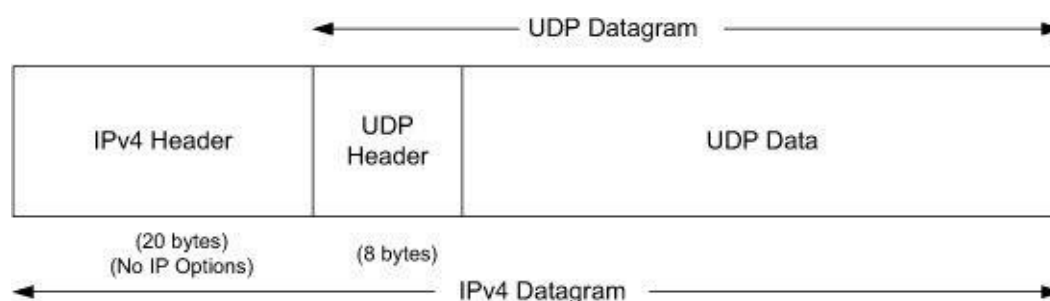 UDP Datagram
IPv4 Header
UDP
Header
UDP Data
(20 bytes)
(No IP Options)
(8 bytes)
IPv4 Datagram